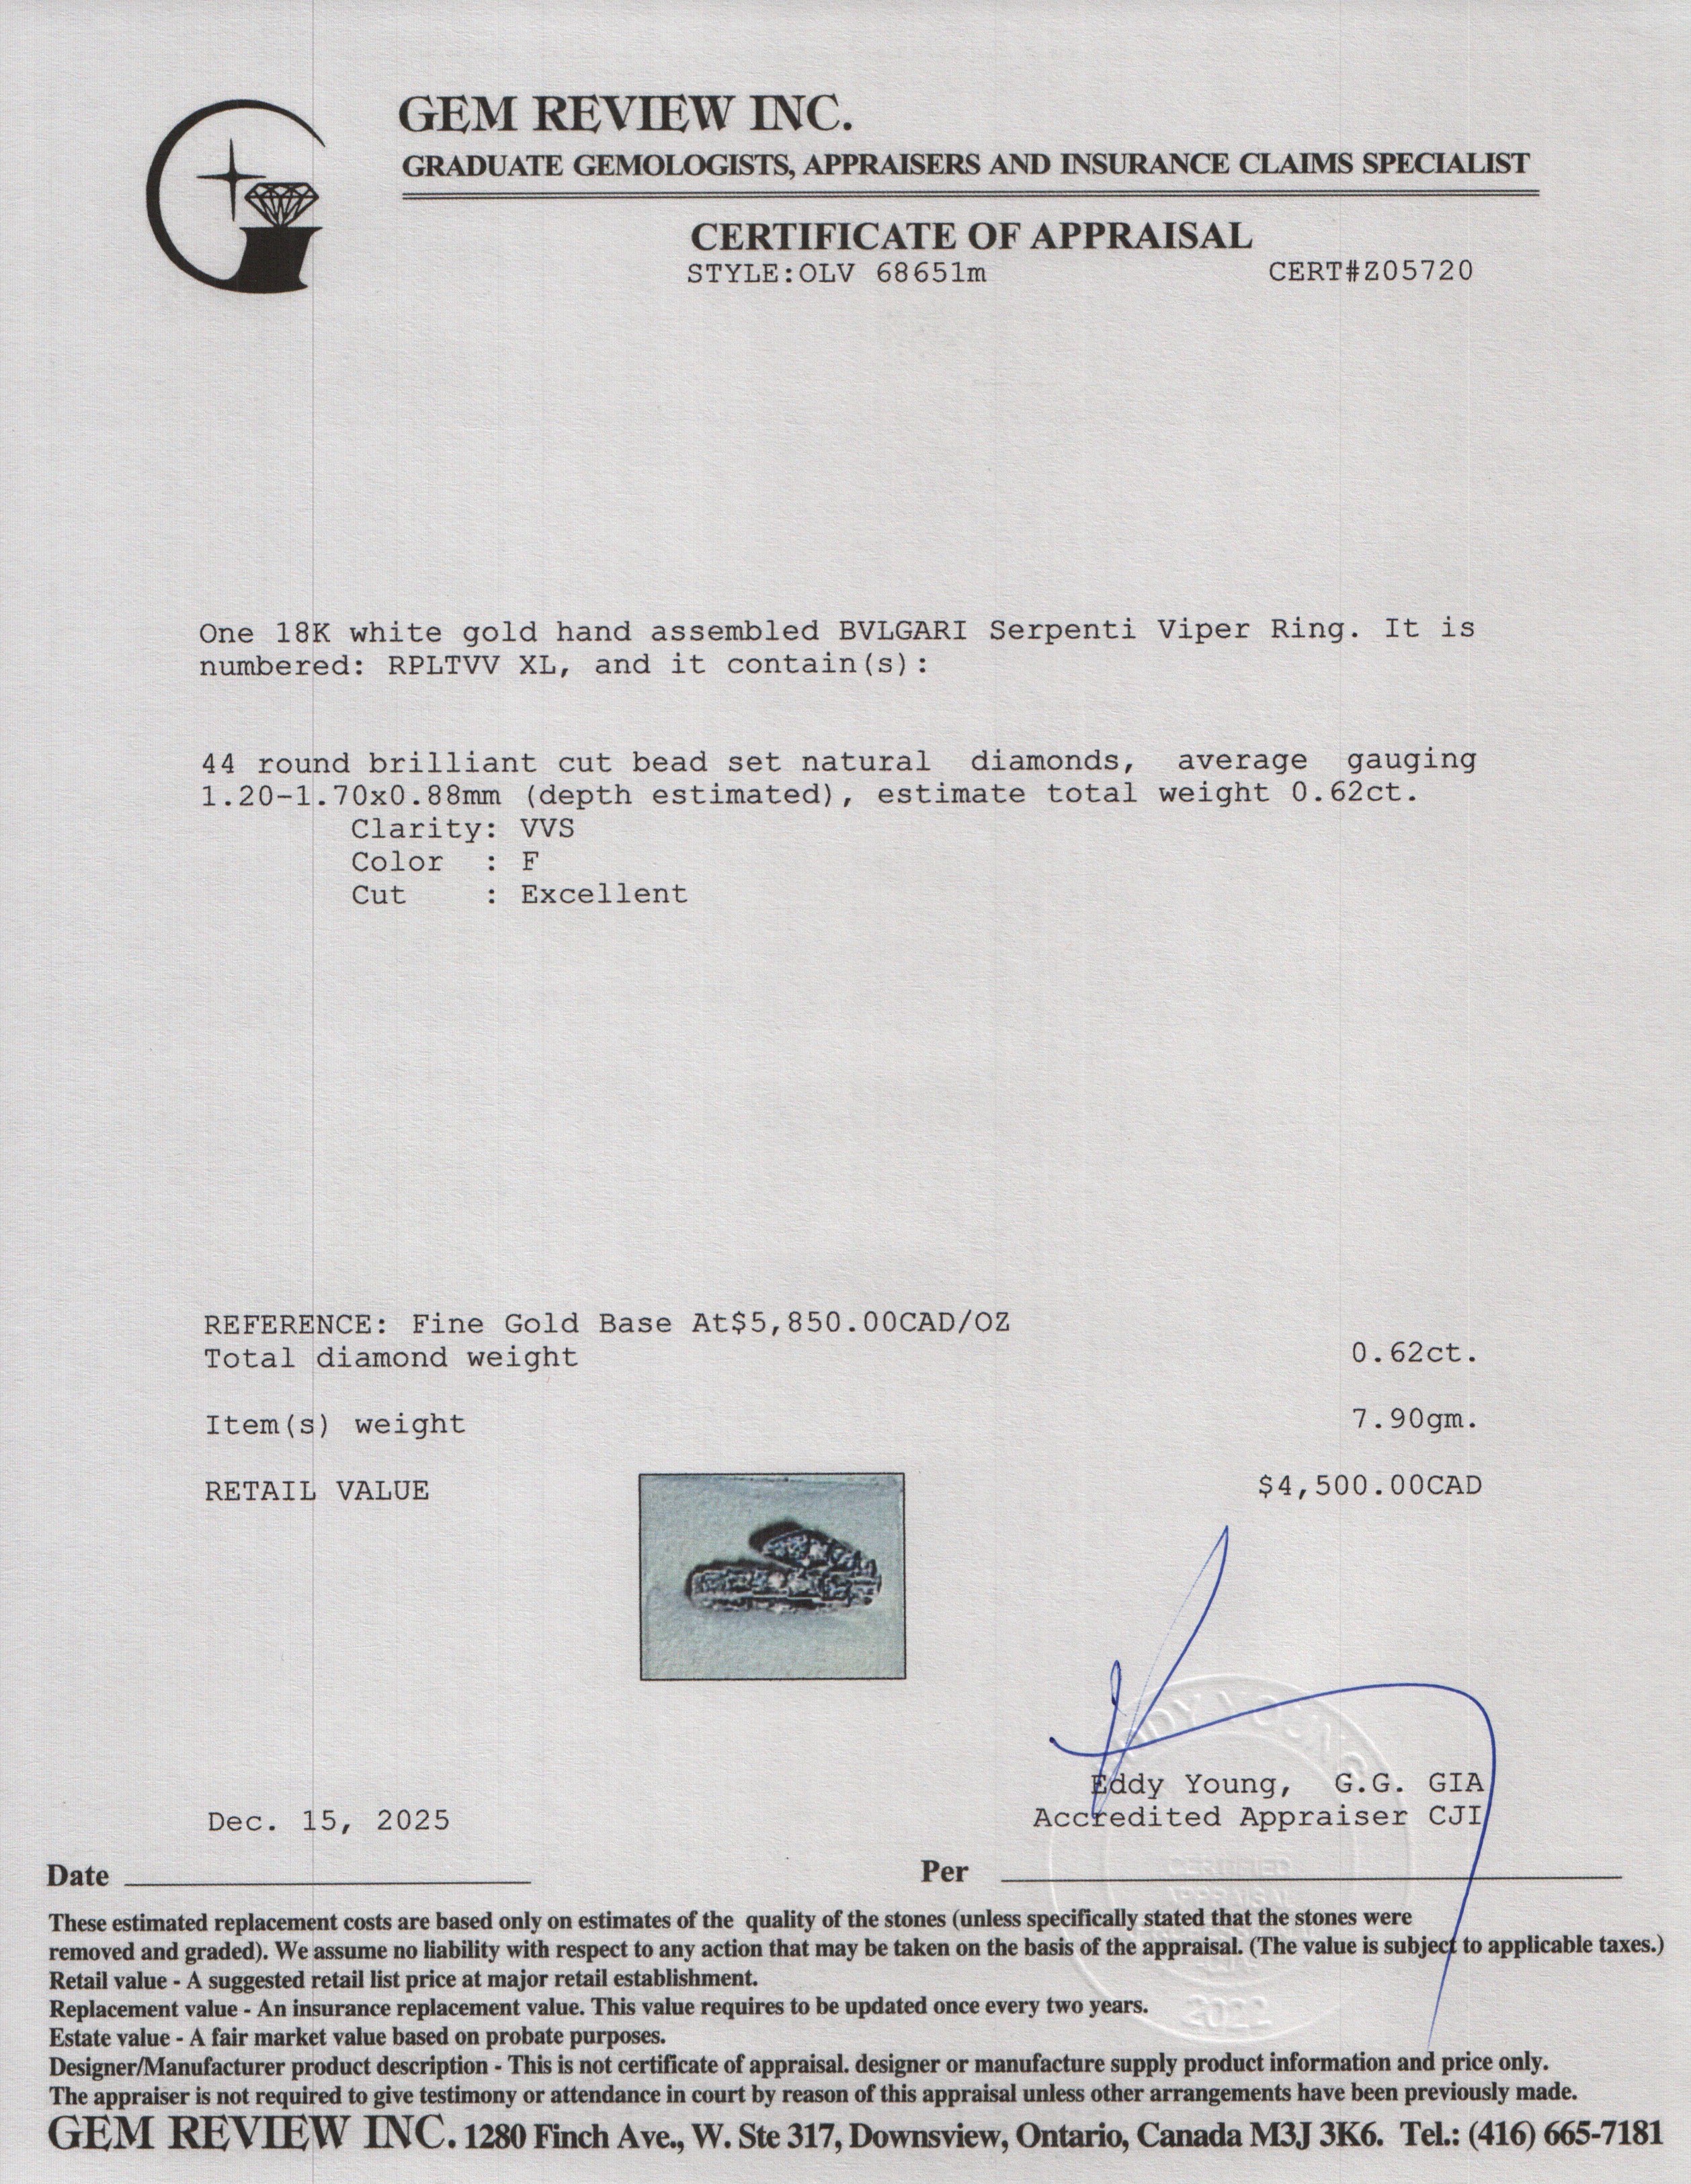 GEM REVIEW INC.
GRADUATE GEMOLOGISTS, APPRAISERS AND INSURANCE CLAIMS SPECIALIST
CERTIFICATE OF APPRAISAL
STYLE:OLV 68651m CERT#Z05720
One 18K white gold hand assembled BVLGARI Serpenti Viper Ring. It is
numbered: RPLTVV XL, and it contain(s):
44 round brilliant cut bead set natural diamonds, average gauging
1.20-1.70x0.88mm (depth estimated), estimate total weight 0.62ct.
Clarity: VVS
Color : F
Cut : Excellent
REFERENCE: Fine Gold Base At$5,850.00CAD/OZ
Total diamond weight 0.62ct.
Item(s) weight 7.90gm.
RETAIL VALUE $4,500.00CAD
EDDY YOUNG
Eddy Young, G.G. GIA
Accredited Appraiser CJI
Dec. 15, 2025
Date Per
CERTIFIED
APPRAISAL
2022
These estimated replacement costs are based only on estimates of the quality of the stones (unless specifically stated that the stones were
removed and graded). We assume no liability with respect to any action that may be taken on the basis of the appraisal. (The value is subject to applicable taxes.)
Retail value - A suggested retail list price at major retail establishment.
Replacement value - An insurance replacement value. This value requires to be updated once every two years.
Estate value - A fair market value based on probate purposes.
Designer/Manufacturer product description - This is not certificate of appraisal. designer or manufacture supply product information and price only.
The appraiser is not required to give testimony or attendance in court by reason of this appraisal unless other arrangements have been previously made.
GEM REVIEW INC. 1280 Finch Ave., W. Ste 317, Downsview, Ontario, Canada M3J 3K6. Tel.: (416) 665-7181